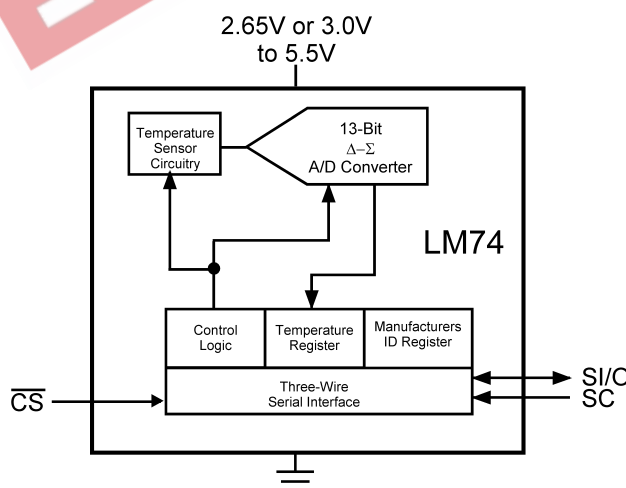 2.65V or 3.0V
to 5.5V
Temperature
Sensor
Circuitry
13-Bit
Δ–Σ
A/D Converter
LM74
Control
Logic
Temperature
Register
Manufacturers
ID Register
Three-Wire
Serial Interface
C̅S̅
SI/O
SC